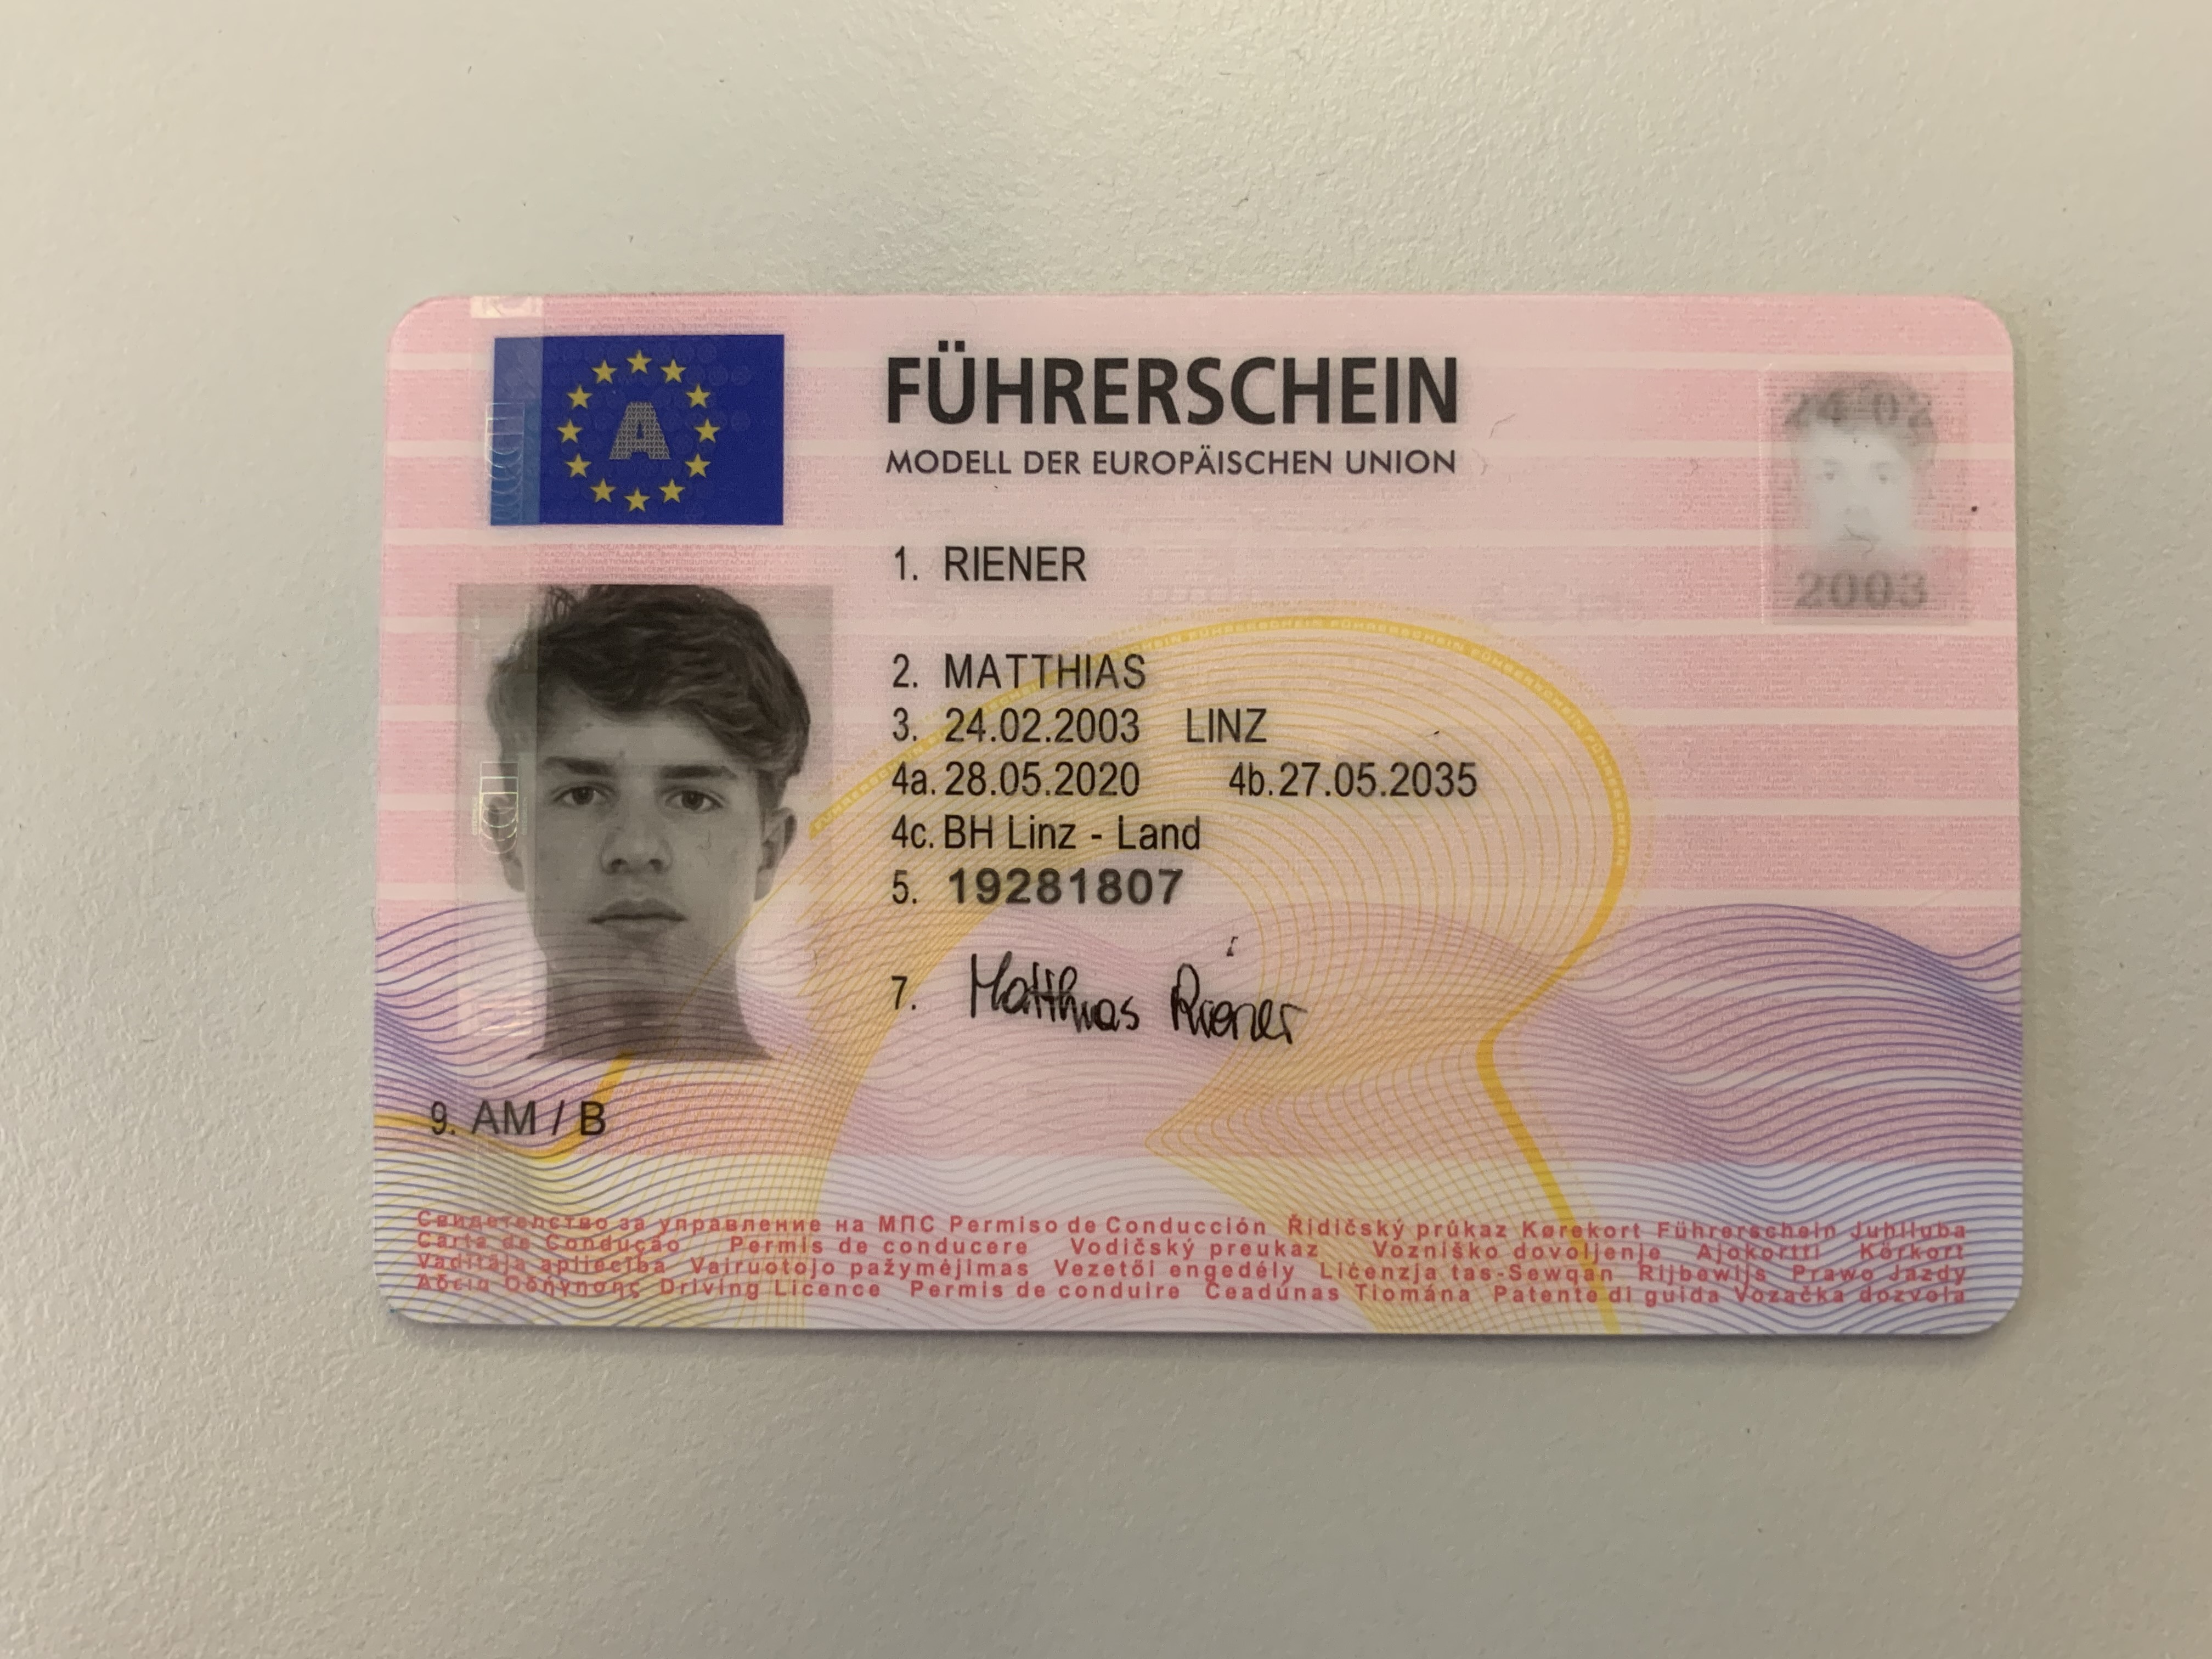 FÜHRERSCHEIN
MODELL DER EUROPÄISCHEN UNION
A
1. RIENER
2. MATTHIAS
3. 24.02.2003 LINZ
4a. 28.05.2020 4b. 27.05.2035
4c. BH Linz - Land
5. 19281807
7. Matthias Riener
9. AM / B
24.02
2003
Свидетелство за управление на МПС Permiso de Conducción Řidičský průkaz Kørekort Führerschein Juhiluba
Carta de Condução Permis de conducere Vodičský preukaz Vozniško dovoljenje Ajokortti Körkort
Vadītāja apliecība Vairuotojo pažymėjimas Vezetői engedély Liċenzja tas-Sewqan Rijbewijs Prawo Jazdy
Άδεια Οδήγησης Driving Licence Permis de conduire Ceadúnas Tiomána Patente di guida Vozačka dozvola